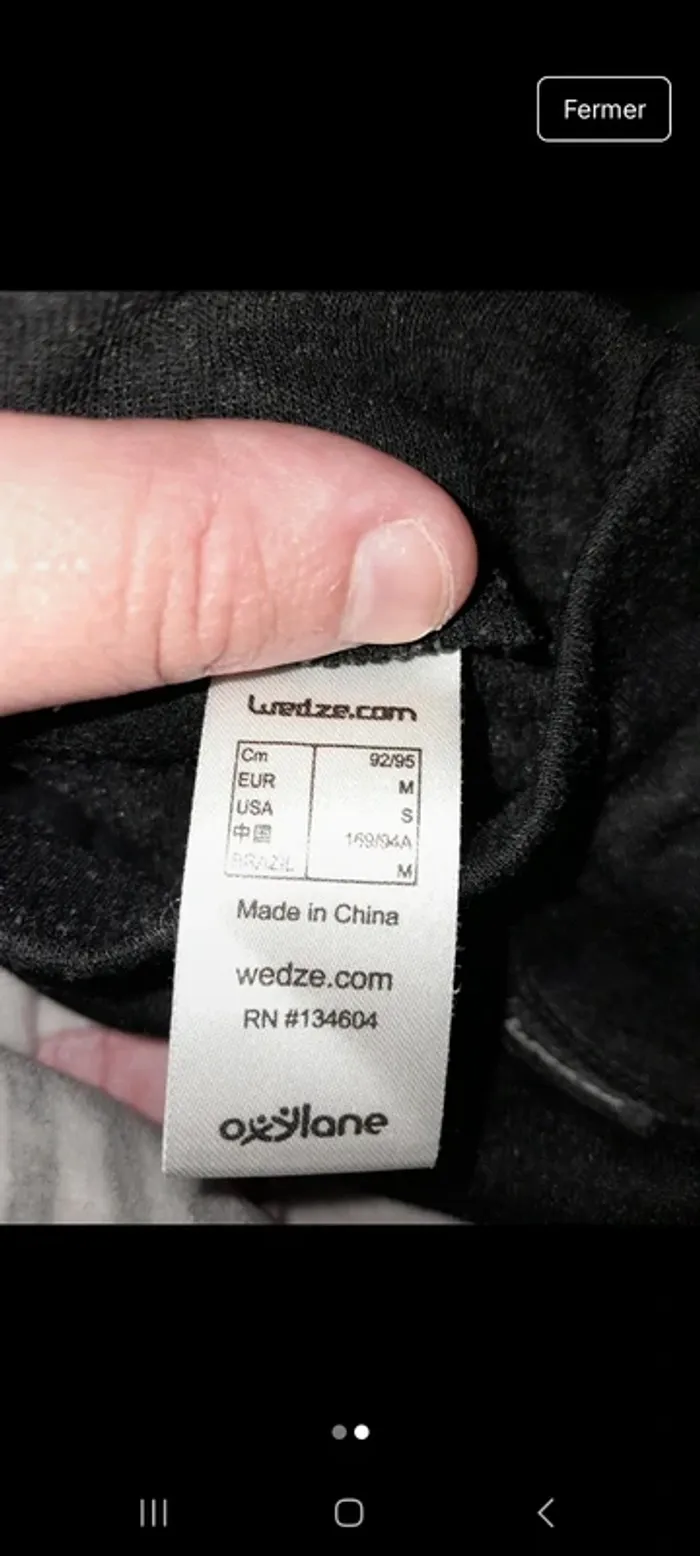 Fermer
wedze.com
Cm 92/95
EUR M
USA S
中国 169/94A
BRAZIL M
Made in China
wedze.com
RN #134604
oxylane